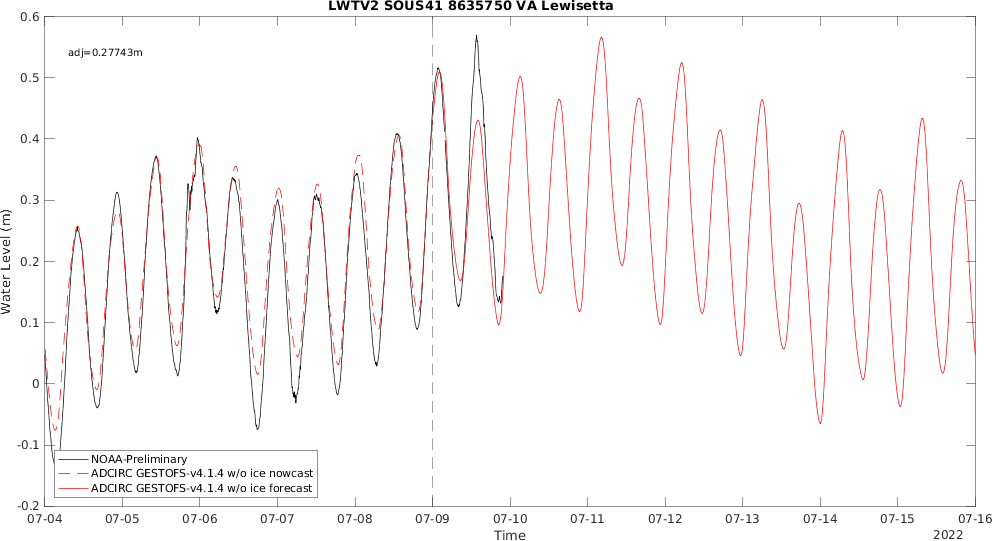 LWTV2 SOUS41 8635750 VA Lewisetta
adj=0.27743m
Water Level (m)
0.6
0.5
0.4
0.3
0.2
0.1
0
-0.1
-0.2
NOAA-Preliminary
ADCIRC GESTOFS-v4.1.4 w/o ice nowcast
ADCIRC GESTOFS-v4.1.4 w/o ice forecast
07-04 07-05 07-06 07-07 07-08 07-09 07-10 07-11 07-12 07-13 07-14 07-15 07-16
Time
2022